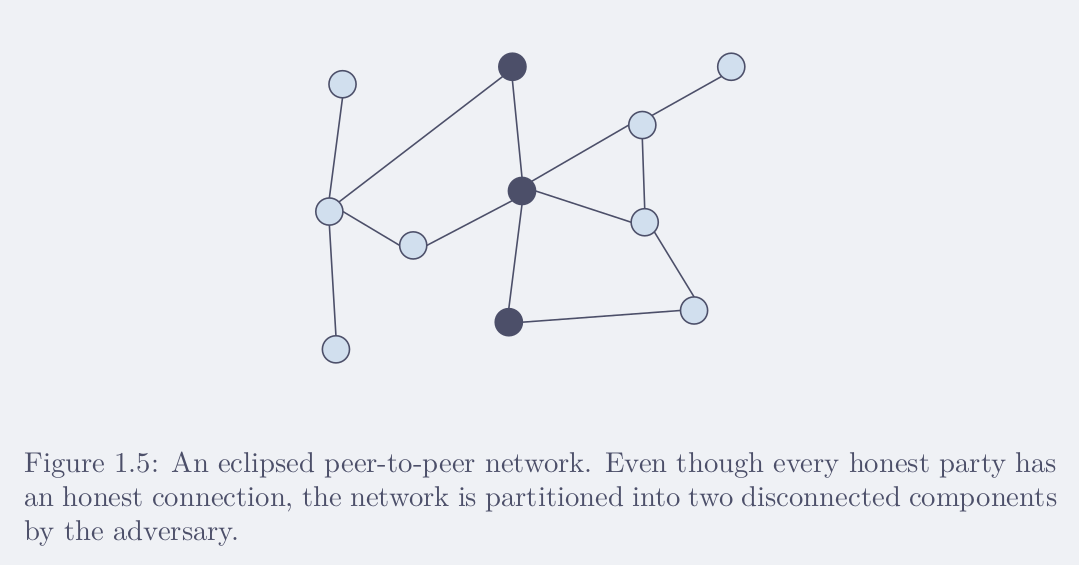 Figure 1.5: An eclipsed peer-to-peer network. Even though every honest party has
an honest connection, the network is partitioned into two disconnected components
by the adversary.